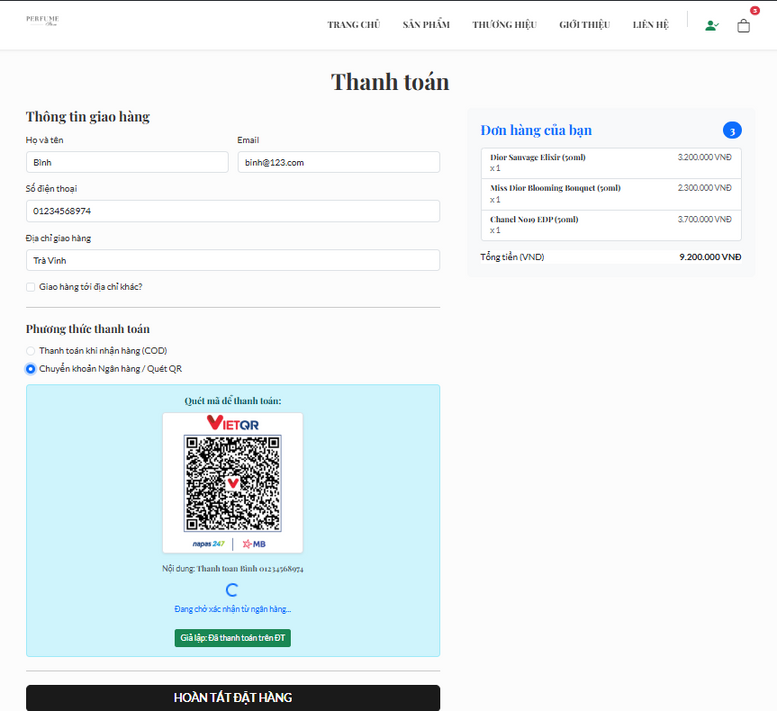 PERFUME
TRANG CHỦ SẢN PHẨM THƯƠNG HIỆU GIỚI THIỆU LIÊN HỆ 3
Thanh toán
Thông tin giao hàng
Họ và tên Email
Bình binh@123.com
Số điện thoại
01234568974
Địa chỉ giao hàng
Trà Vinh
Giao hàng tới địa chỉ khác?
Phương thức thanh toán
Thanh toán khi nhận hàng (COD)
Chuyển khoản Ngân hàng / Quét QR
Quét mã để thanh toán:
VIETQR
napas 247 MB
Nội dung: Thanh toan Bình 01234568974
Đang chờ xác nhận từ ngân hàng...
Giả lập: Đã thanh toán trên ĐT
HOÀN TẤT ĐẶT HÀNG
Đơn hàng của bạn 3
Dior Sauvage Elixir (50ml) 3.200.000 VNĐ
x 1
Miss Dior Blooming Bouquet (50ml) 2.300.000 VNĐ
x 1
Chanel No19 EDP (50ml) 3.700.000 VNĐ
x 1
Tổng tiền (VND) 9.200.000 VNĐ